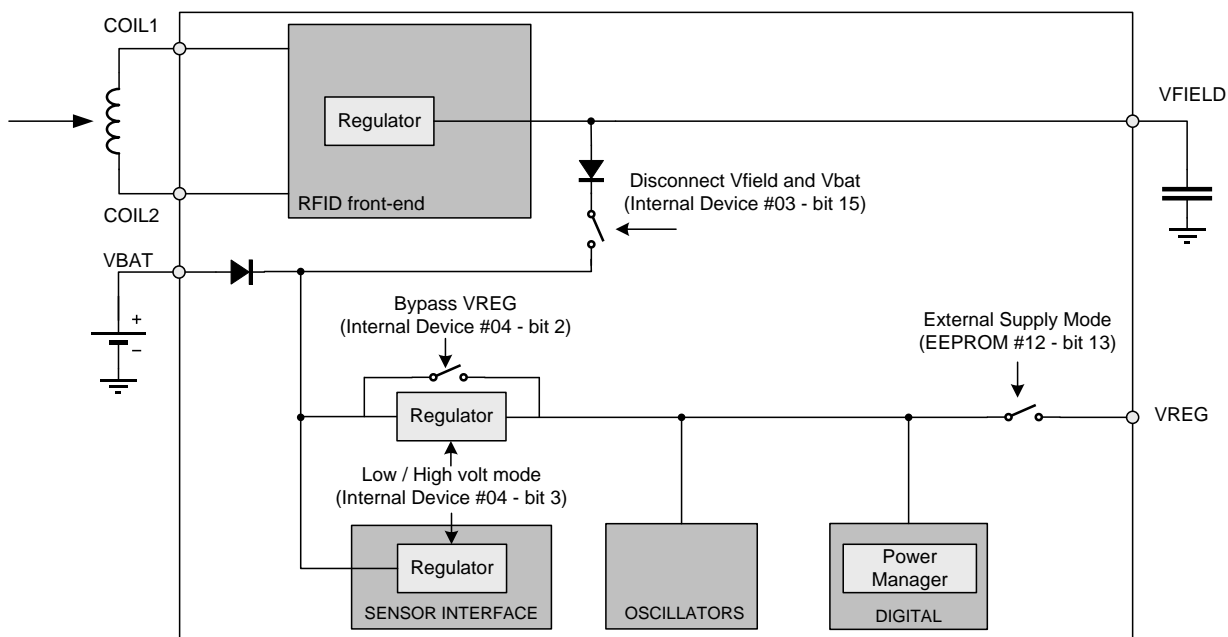 COIL1
VFIELD
Regulator
Disconnect Vfield and Vbat
(Internal Device #03 - bit 15)
RFID front-end
COIL2
VBAT
+
−
Bypass VREG
(Internal Device #04 - bit 2)
External Supply Mode
(EEPROM #12 - bit 13)
Regulator
VREG
Low / High volt mode
(Internal Device #04 - bit 3)
Regulator
SENSOR INTERFACE
OSCILLATORS
Power
Manager
DIGITAL